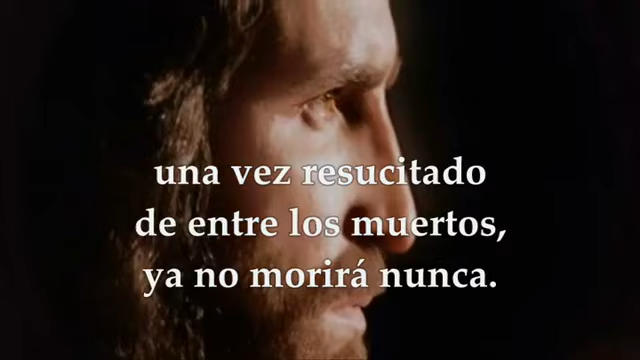 una vez resucitado
de entre los muertos,
ya no morirá nunca.